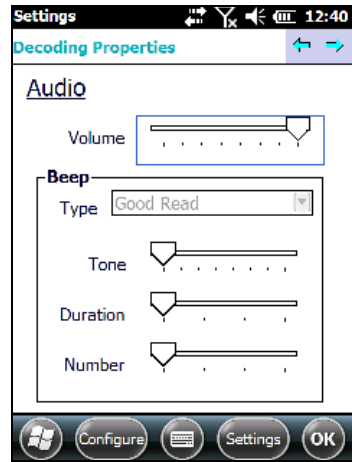 Settings 12:40
Decoding Properties
Audio
Volume
Beep
Type Good Read
Tone
Duration
Number
Configure Settings OK